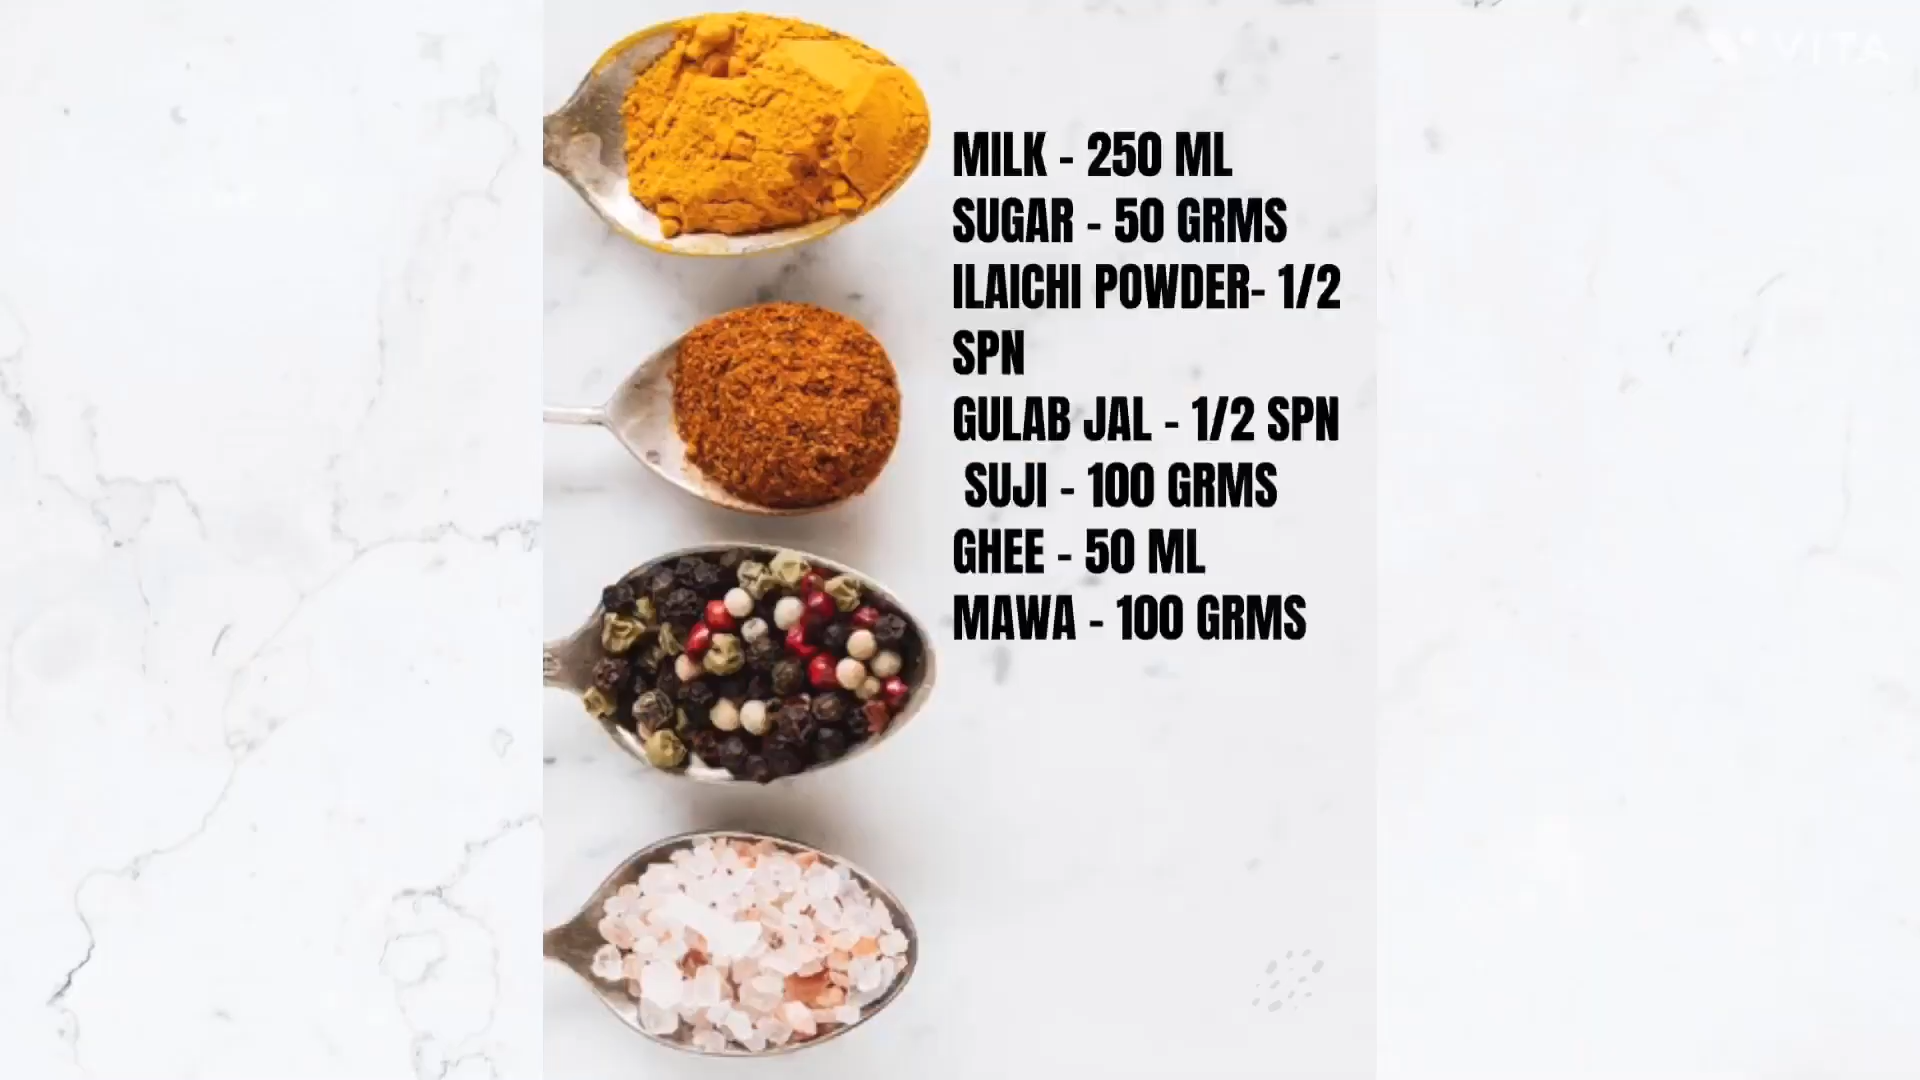 VITA
MILK - 250 ML
SUGAR - 50 GRMS
ILAICHI POWDER- 1/2
SPN
GULAB JAL - 1/2 SPN
SUJI - 100 GRMS
GHEE - 50 ML
MAWA - 100 GRMS